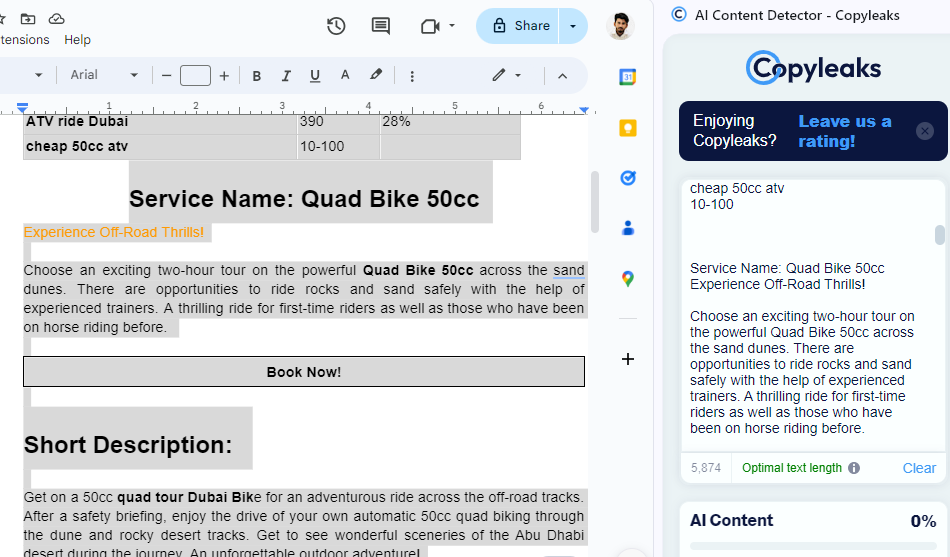 AI Content Detector - Copyleaks
tensions Help
Share
Arial
B I U A
1 2 3 4 5 6
31
Copyleaks
Enjoying Copyleaks?
Leave us a rating!
ATV ride Dubai 390 28%
cheap 50cc atv 10-100
Service Name: Quad Bike 50cc
Experience Off-Road Thrills!
Choose an exciting two-hour tour on the powerful Quad Bike 50cc across the sand
dunes. There are opportunities to ride rocks and sand safely with the help of
experienced trainers. A thrilling ride for first-time riders as well as those who have been
on horse riding before.
Book Now!
Short Description:
Get on a 50cc quad tour Dubai Bike for an adventurous ride across the off-road tracks.
After a safety briefing, enjoy the drive of your own automatic 50cc quad biking through
the dune and rocky desert tracks. Get to see wonderful sceneries of the Abu Dhabi
desert during the journey. An unforgettable outdoor adventure!
cheap 50cc atv
10-100
Service Name: Quad Bike 50cc
Experience Off-Road Thrills!
Choose an exciting two-hour tour on
the powerful Quad Bike 50cc across
the sand dunes. There are
opportunities to ride rocks and sand
safely with the help of experienced
trainers. A thrilling ride for first-time
riders as well as those who have
been on horse riding before.
5,874 Optimal text length Clear
AI Content 0%